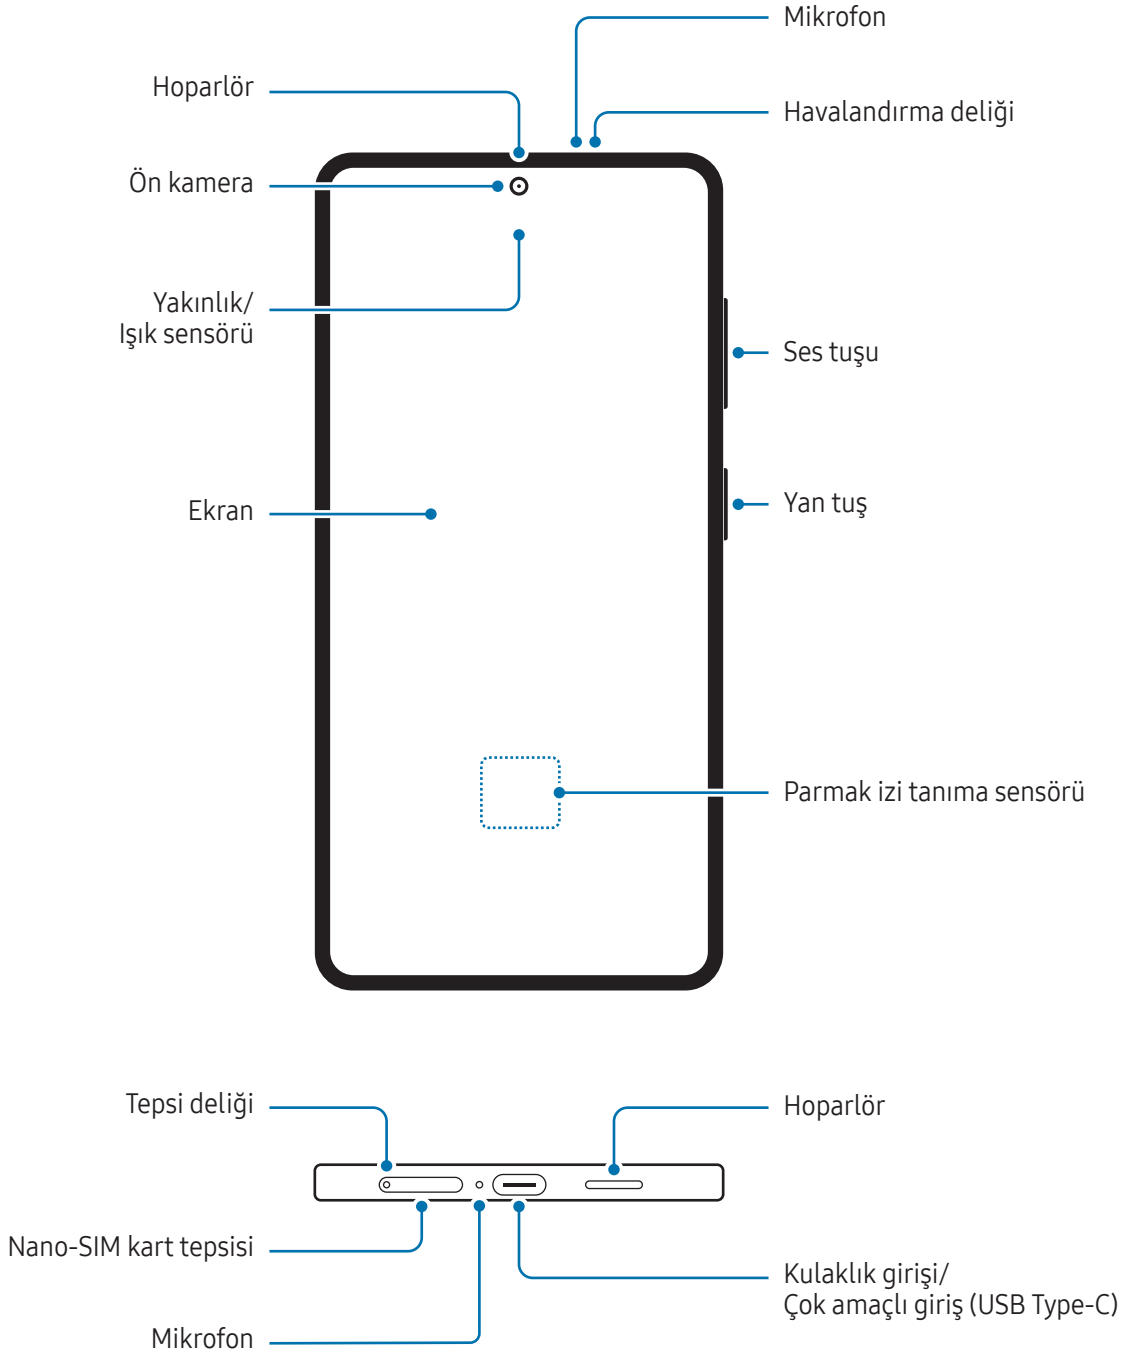 Mikrofon
Hoparlör
Havalandırma deliği
Ön kamera
Yakınlık/
Işık sensörü
Ses tuşu
Ekran
Yan tuş
Parmak izi tanıma sensörü
Tepsi deliği
Hoparlör
Nano-SIM kart tepsisi
Kulaklık girişi/
Çok amaçlı giriş (USB Type-C)
Mikrofon